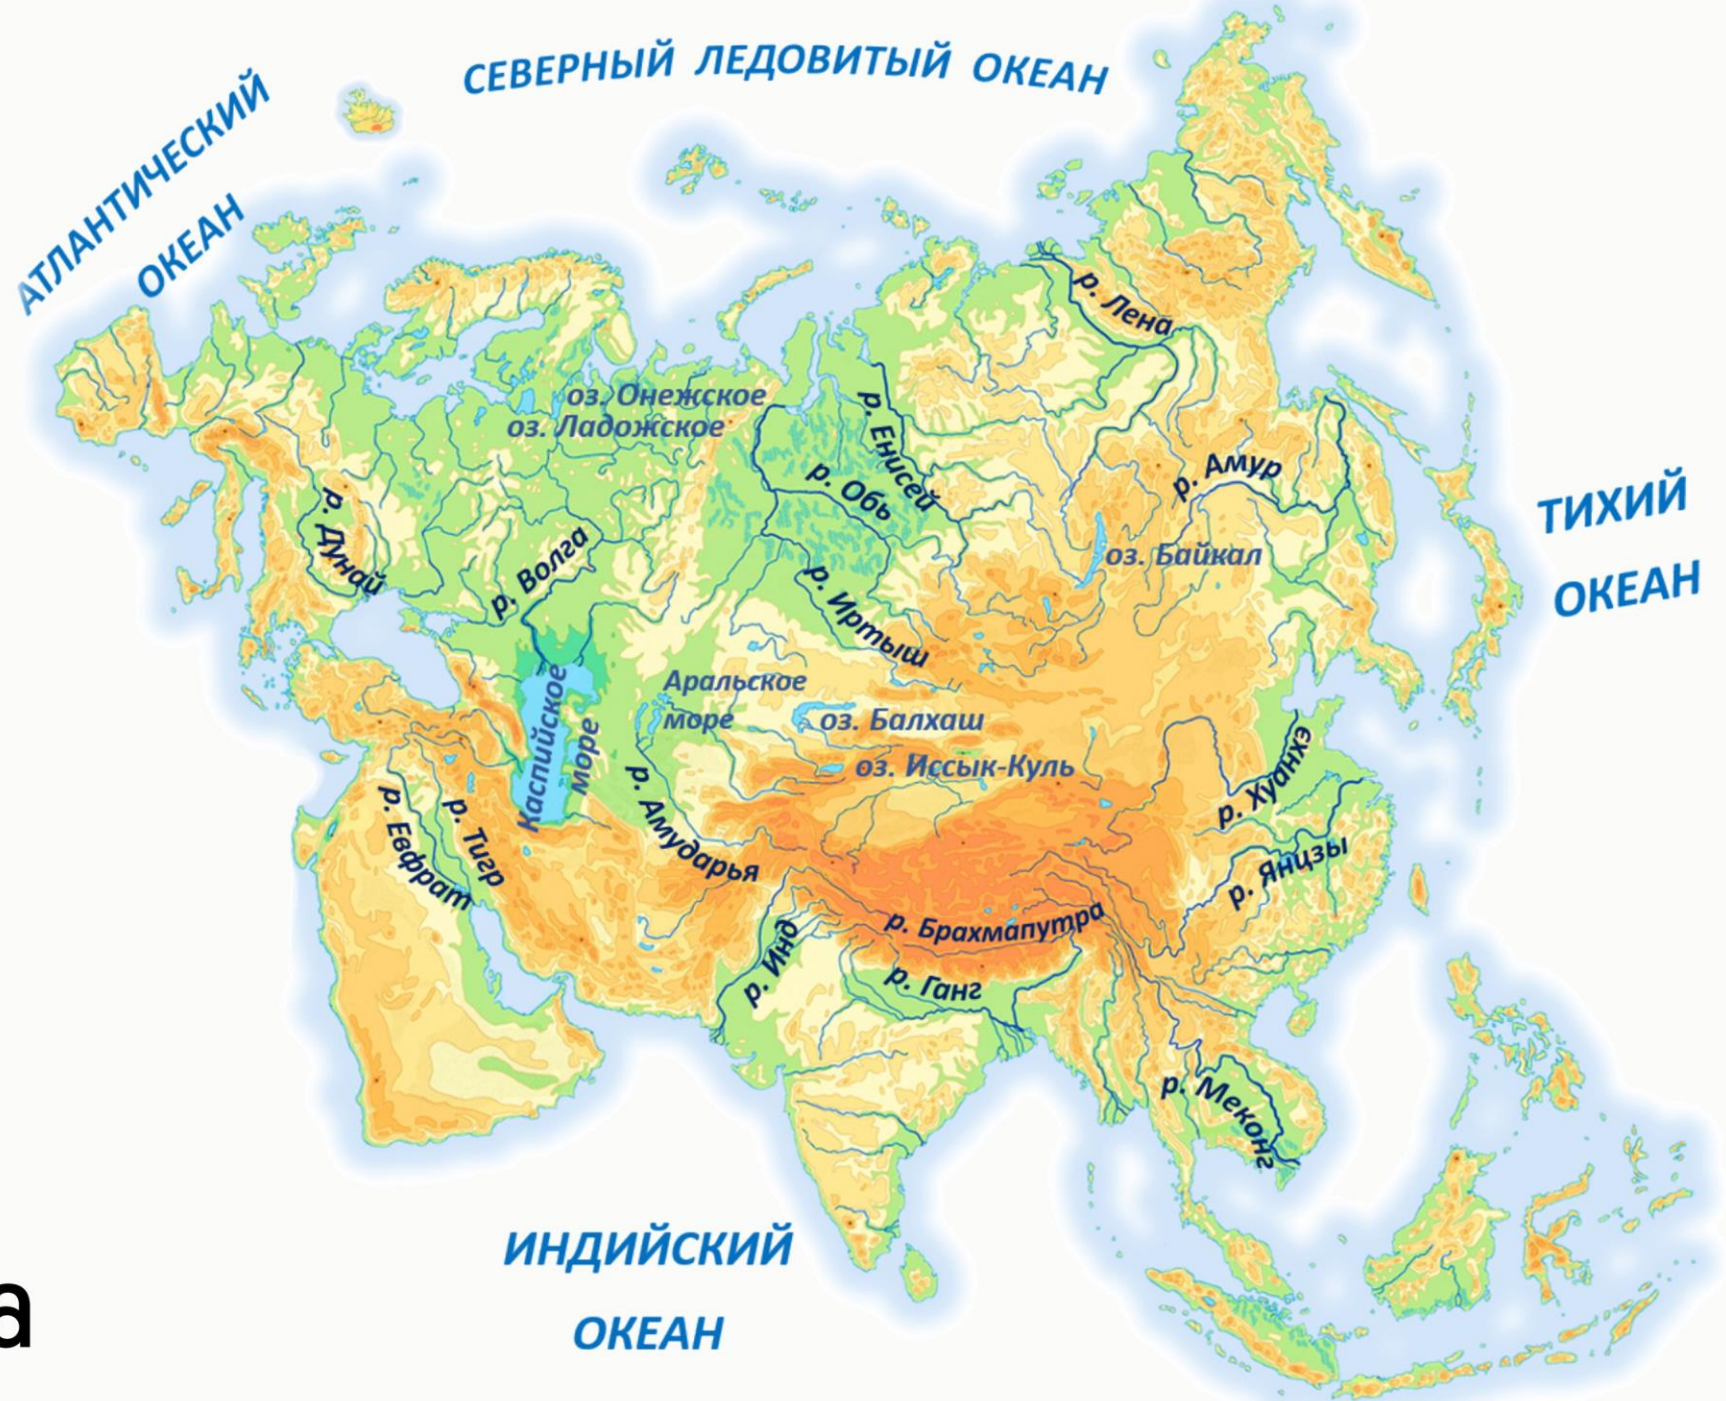 СЕВЕРНЫЙ ЛЕДОВИТЫЙ ОКЕАН
АТЛАНТИЧЕСКИЙ
ОКЕАН
р. Лена
оз. Онежское
оз. Ладожское
р. Енисей
р. Обь
р. Амур
ТИХИЙ
ОКЕАН
р. Дунай
р. Волга
оз. Байкал
р. Иртыш
Каспийское
море
Аральское
море
оз. Балхаш
оз. Иссык-Куль
р. Хуанхэ
р. Евфрат
р. Тигр
р. Амударья
р. Янцзы
р. Брахмапутра
р. Инд
р. Ганг
р. Меконг
ИНДИЙСКИЙ
ОКЕАН
а